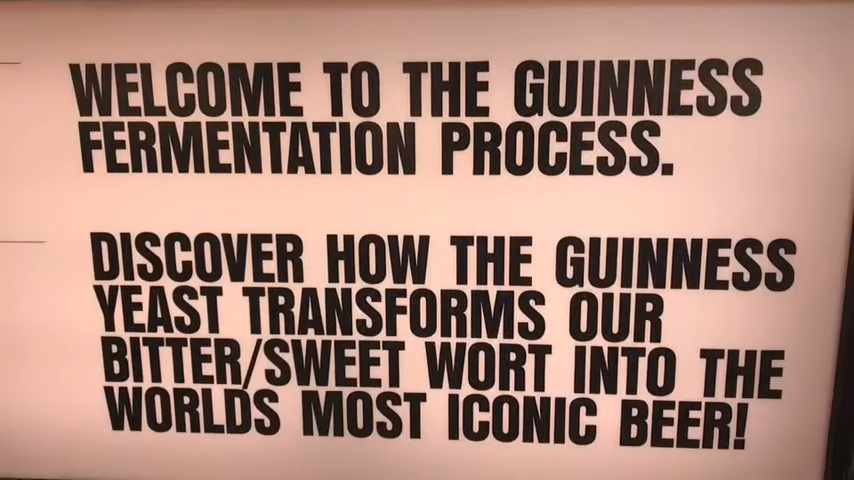 WELCOME TO THE GUINNESS
FERMENTATION PROCESS.
DISCOVER HOW THE GUINNESS
YEAST TRANSFORMS OUR
BITTER/SWEET WORT INTO THE
WORLDS MOST ICONIC BEER!